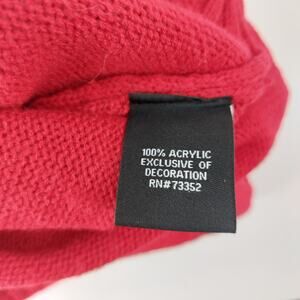 100% ACRYLIC
EXCLUSIVE OF
DECORATION
RN#73352